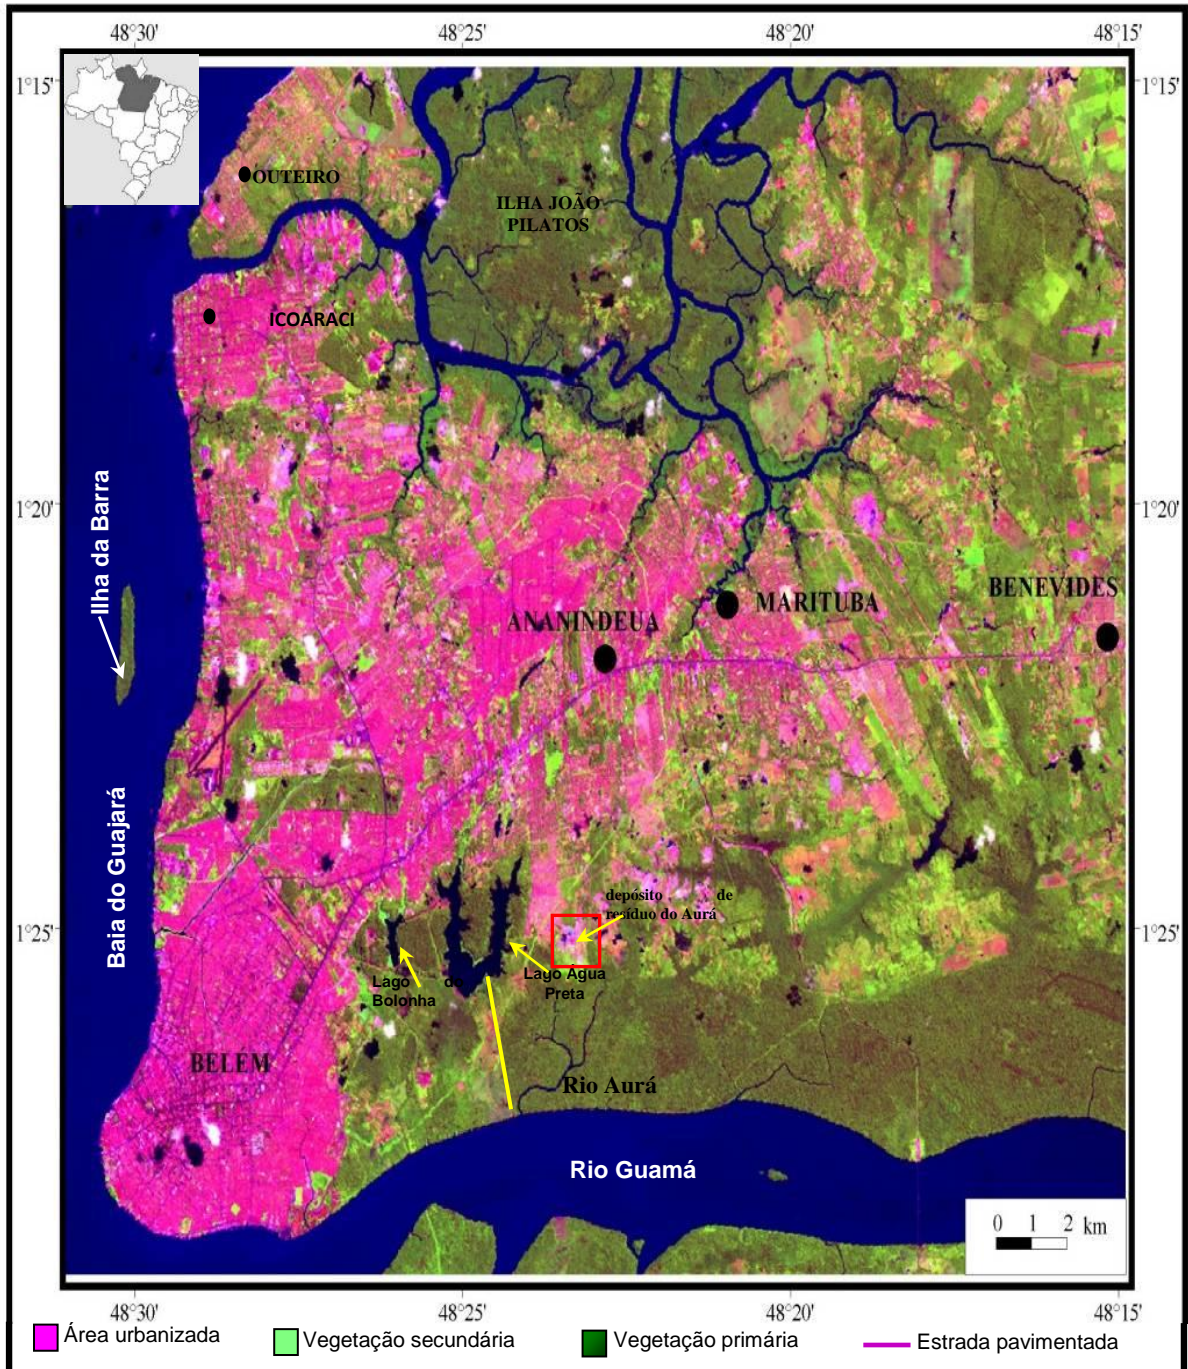 48°30' 48°25' 48°20' 48°15'
1°15' 1°15'
OUTEIRO
ILHA JOÃO
PILATOS
ICOARACI
1°20' 1°20'
Ilha da Barra
BENEVIDES
MARITUBA
ANANINDEUA
Baia do Guajará
depósito de
resíduo do Aurá
1°25' 1°25'
Lago do
Bolonha
Lago Água
Preta
BELÉM
Rio Aurá
Rio Guamá
0 1 2 km
48°30' 48°25' 48°20' 48°15'
Área urbanizada Vegetação secundária Vegetação primária Estrada pavimentada